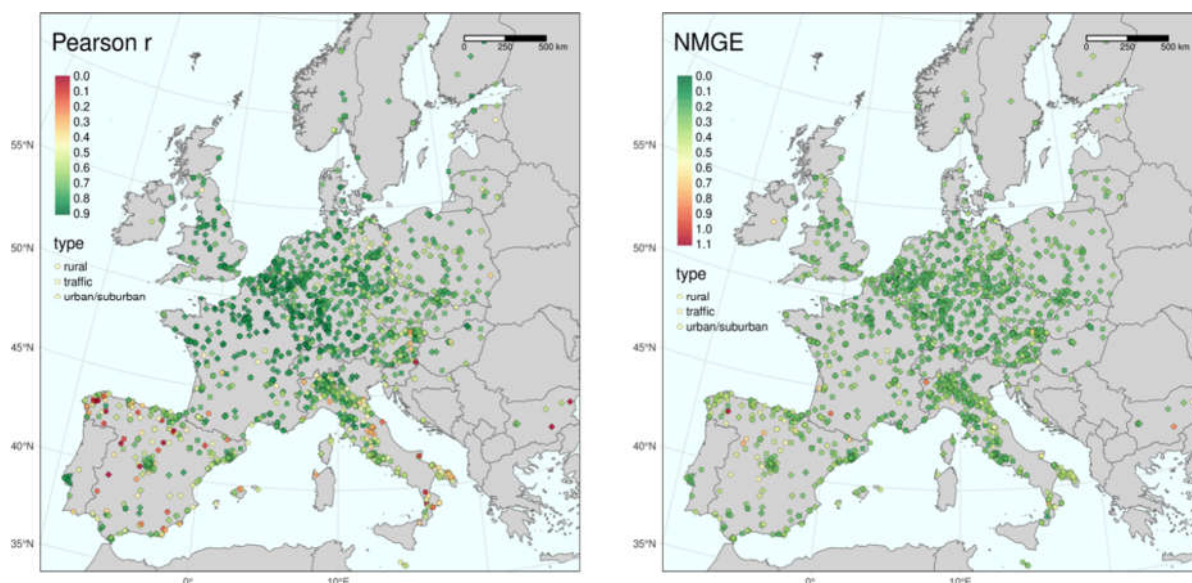 Pearson r
0 250 500 km
0.0
0.1
0.2
0.3
0.4
0.5
0.6
0.7
0.8
0.9
type
rural
traffic
urban/suburban
55°N
50°N
45°N
40°N
35°N
0°
10°E
NMGE
0 250 500 km
0.0
0.1
0.2
0.3
0.4
0.5
0.6
0.7
0.8
0.9
1.0
1.1
type
rural
traffic
urban/suburban
55°N
50°N
45°N
40°N
35°N
0°
10°E